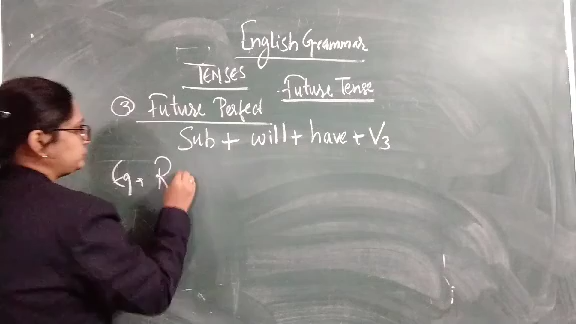 English Grammar
TENSES
Future Tense
③ Future Perfect
Sub + will + have + V3
Eg. R